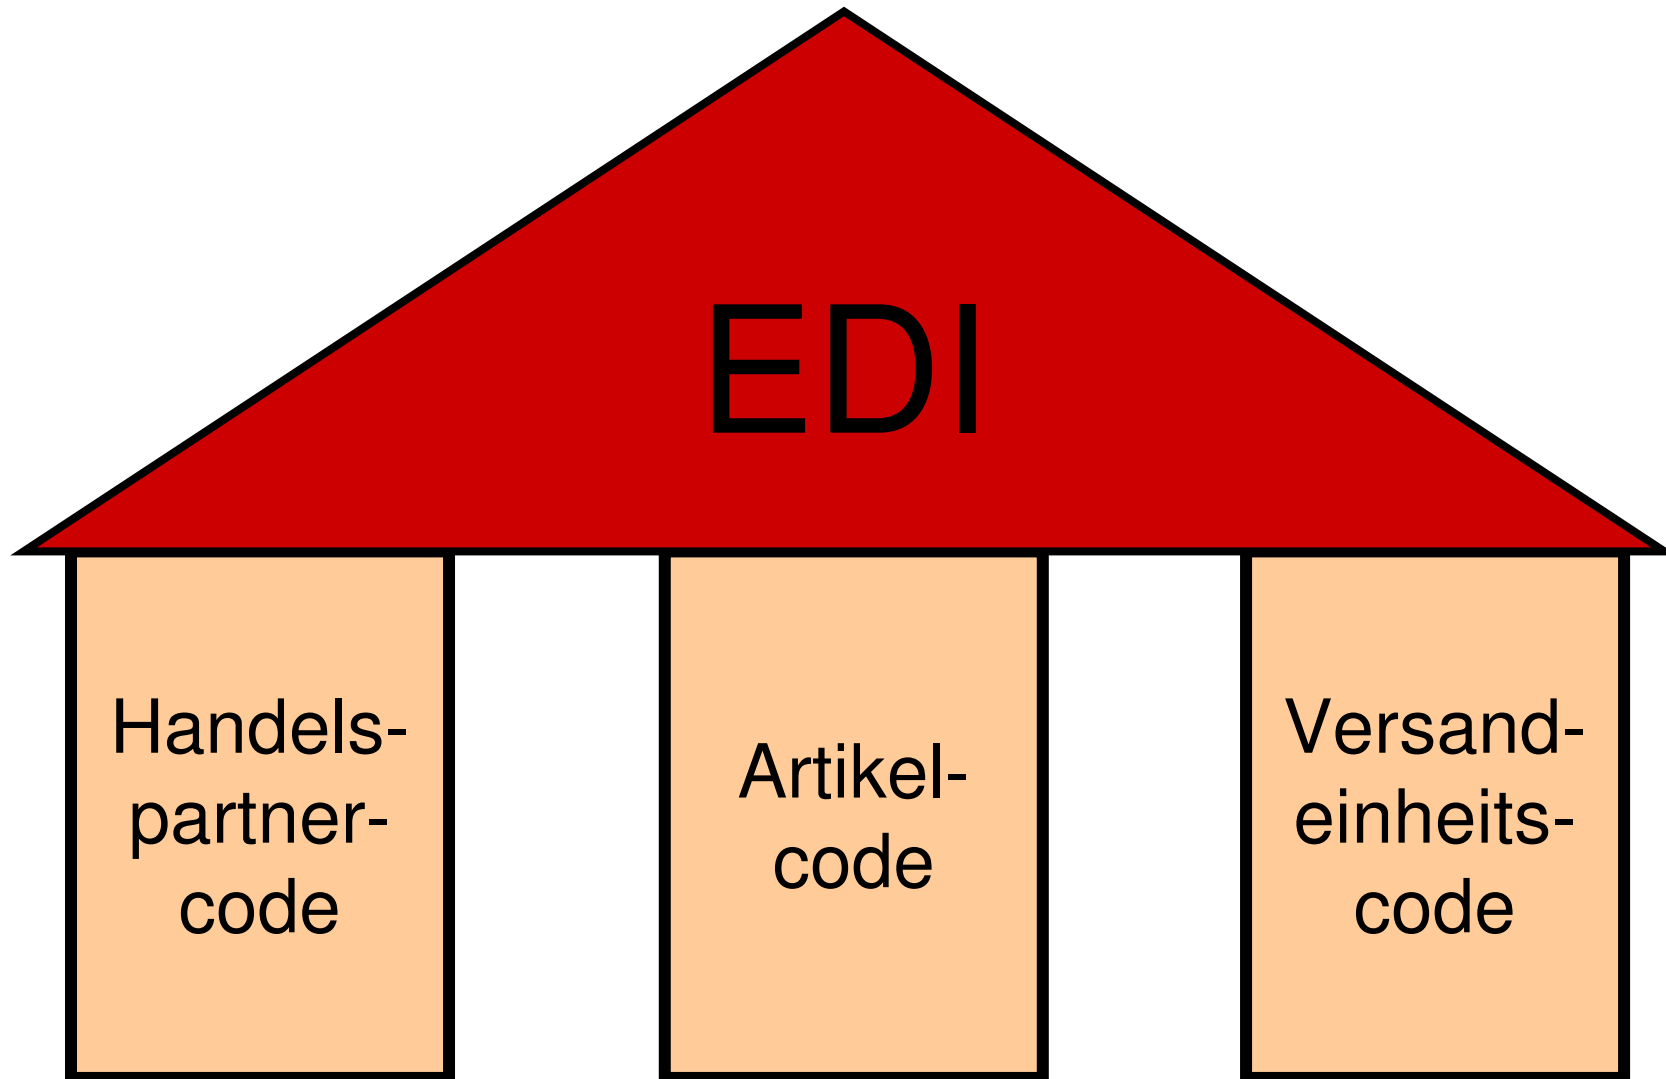 EDI
Handels-
partner-
code
Artikel-
code
Versand-
einheits-
code